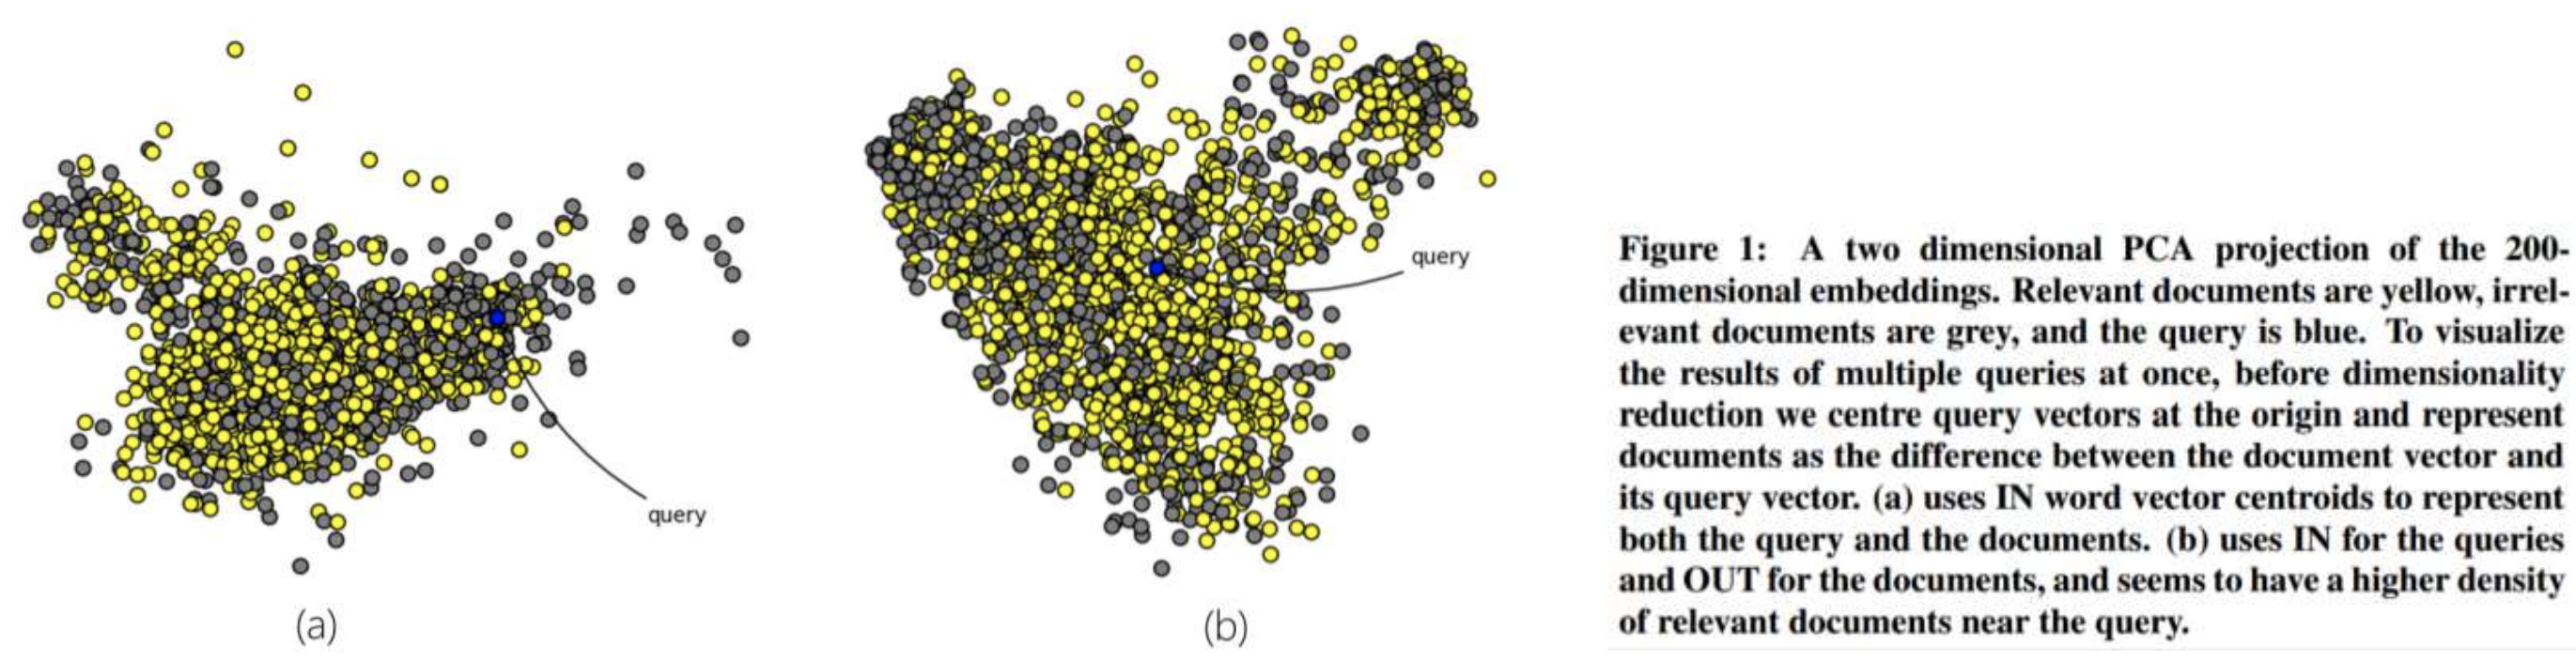 query
(a)
query
(b)
Figure 1: A two dimensional PCA projection of the 200-
dimensional embeddings. Relevant documents are yellow, irrel-
evant documents are grey, and the query is blue. To visualize
the results of multiple queries at once, before dimensionality
reduction we centre query vectors at the origin and represent
documents as the difference between the document vector and
its query vector. (a) uses IN word vector centroids to represent
both the query and the documents. (b) uses IN for the queries
and OUT for the documents, and seems to have a higher density
of relevant documents near the query.